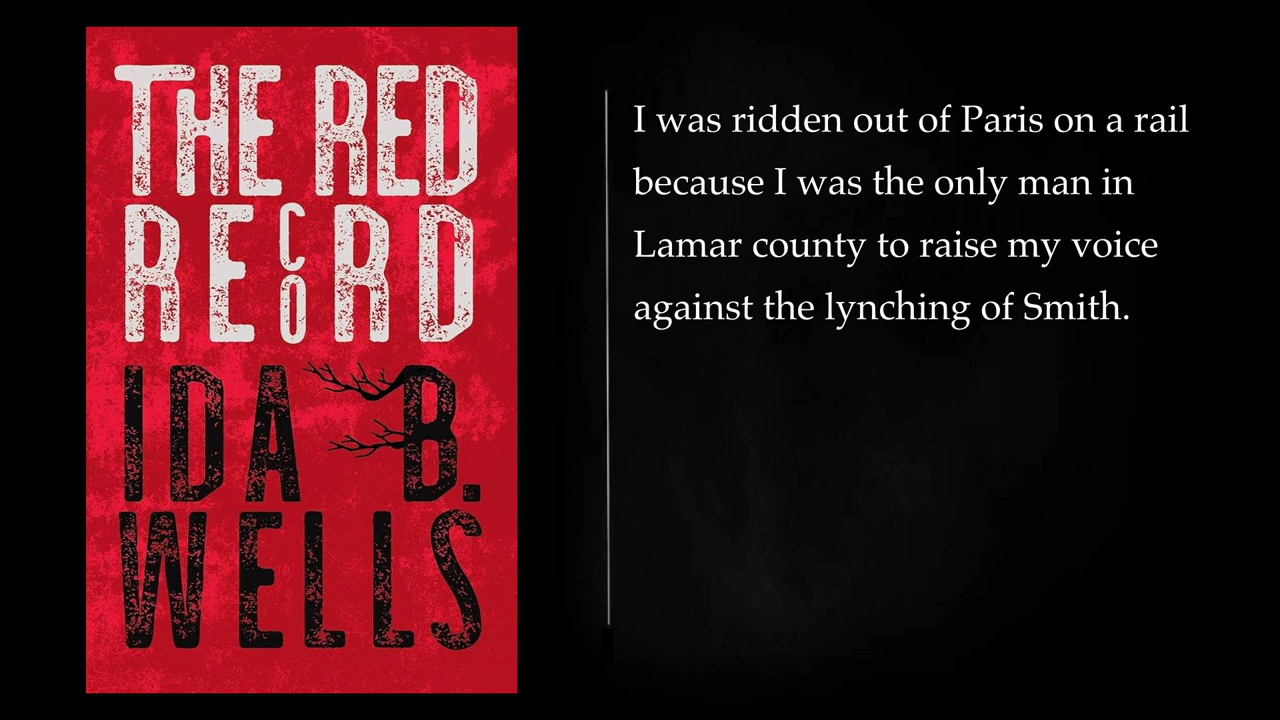 THE RED
RECORD
IDA B.
WELLS
I was ridden out of Paris on a rail
because I was the only man in
Lamar county to raise my voice
against the lynching of Smith.